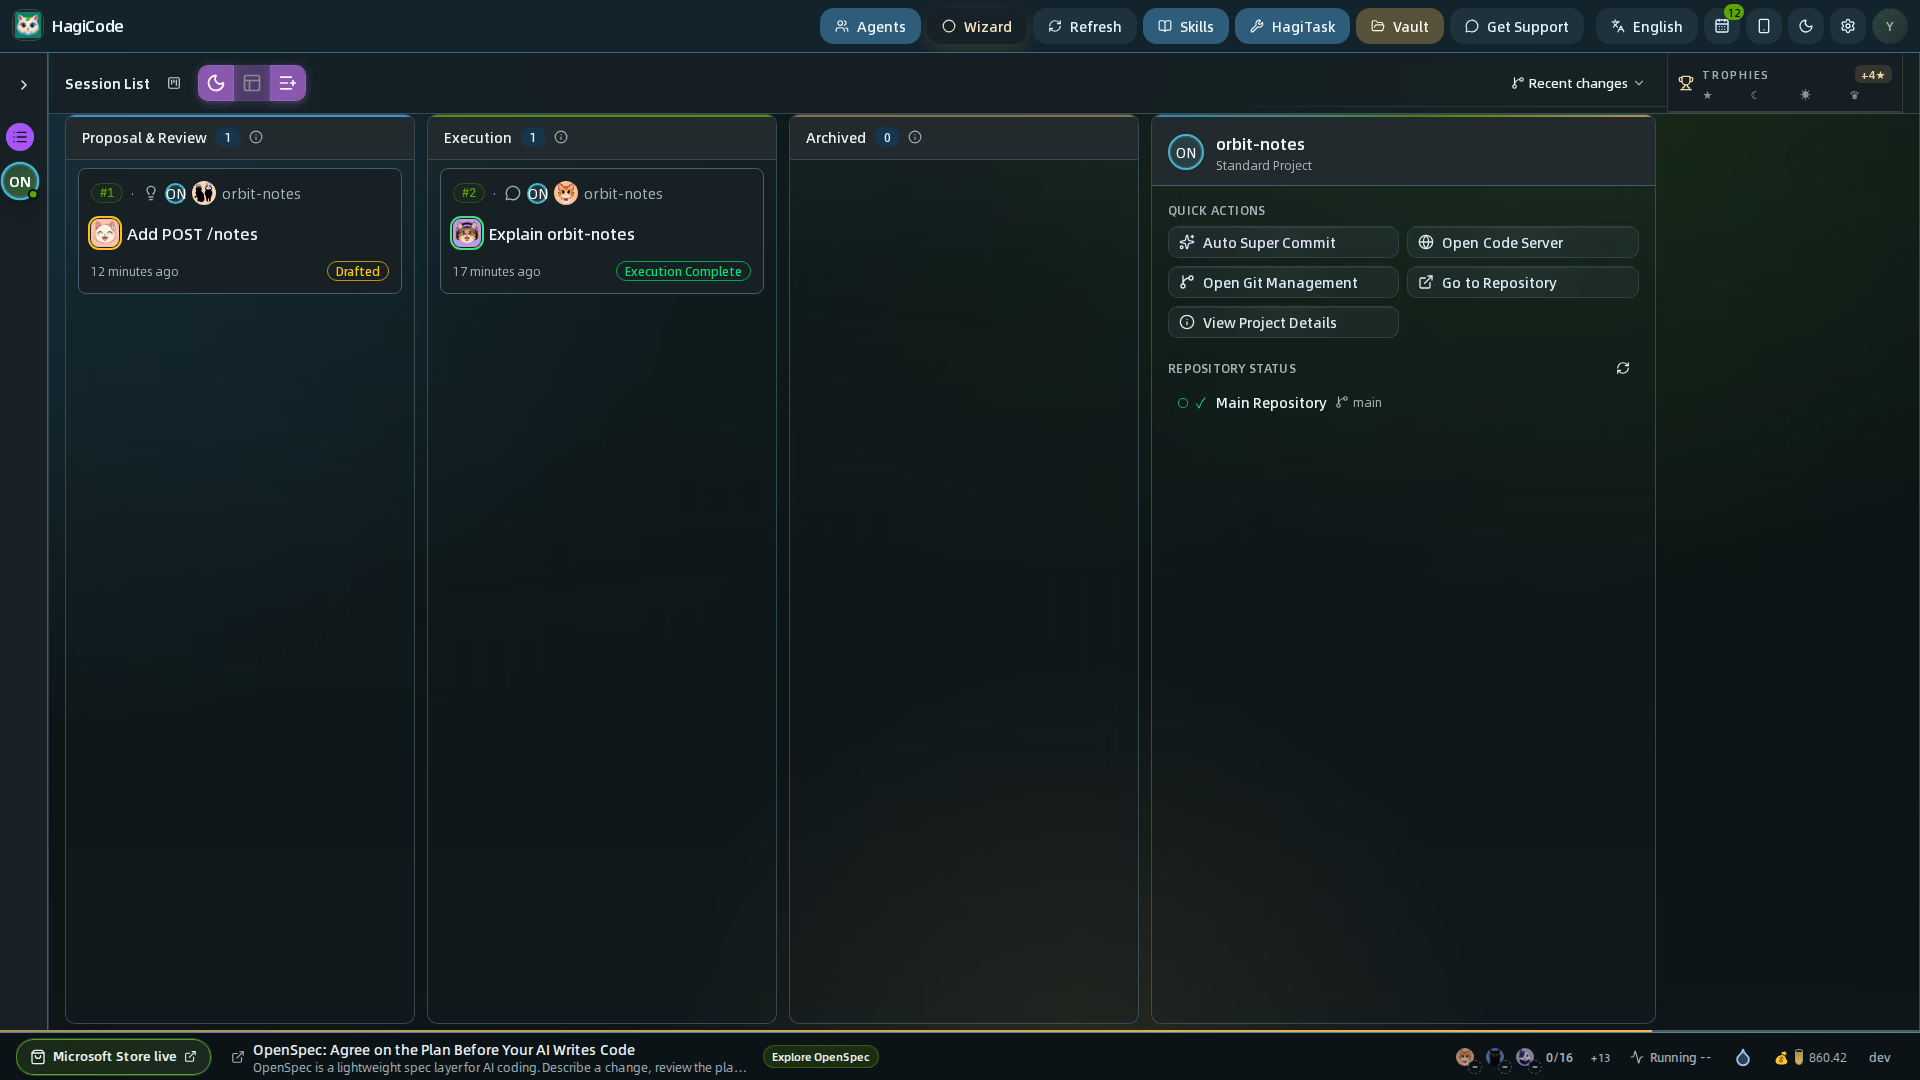 HagiCode
Agents
Wizard
Refresh
Skills
HagiTask
Vault
Get Support
English
12
Y
Session List
Recent changes
TROPHIES
+4★
ON
Proposal & Review 1
#1 · ON orbit-notes
Add POST /notes
12 minutes ago
Drafted
Execution 1
#2 · ON orbit-notes
Explain orbit-notes
17 minutes ago
Execution Complete
Archived 0
ON
orbit-notes
Standard Project
QUICK ACTIONS
Auto Super Commit
Open Code Server
Open Git Management
Go to Repository
View Project Details
REPOSITORY STATUS
Main Repository
main
Microsoft Store live
OpenSpec: Agree on the Plan Before Your AI Writes Code
OpenSpec is a lightweight spec layer for AI coding. Describe a change, review the pla...
Explore OpenSpec
0/16
+13
Running --
860.42
dev